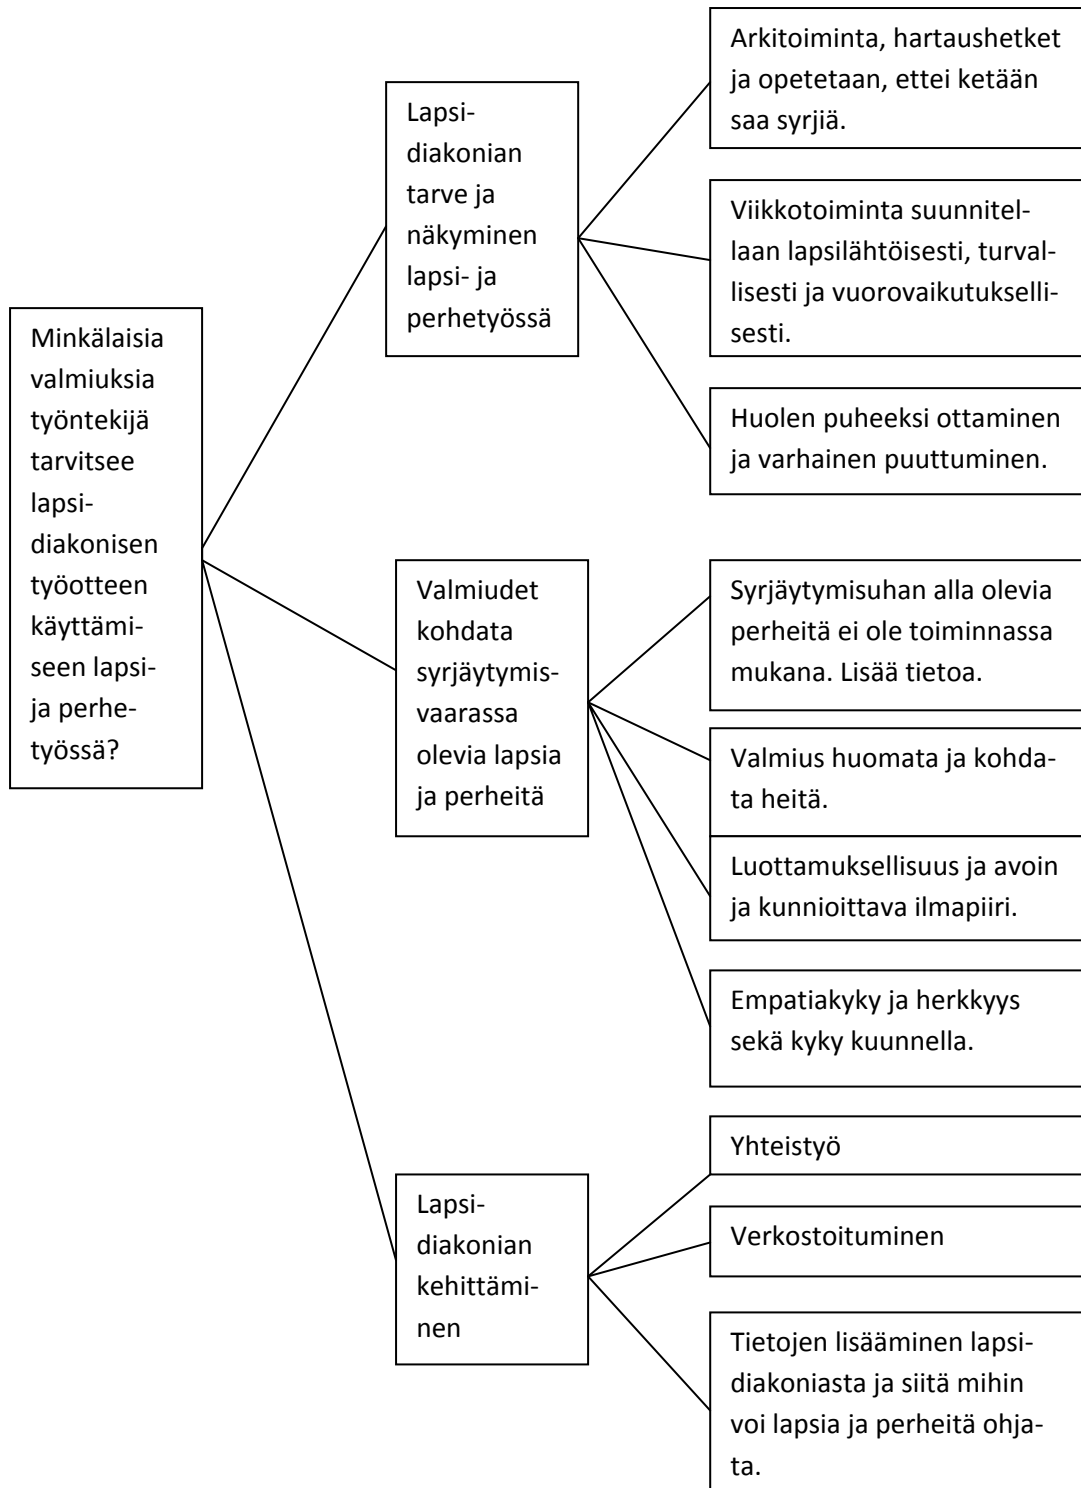 Minkälaisia
valmiuksia
työntekijä
tarvitsee
lapsi-
diakonisen
työotteen
käyttämi-
seen lapsi-
ja perhe-
työssä?
Lapsi-
diakonian
tarve ja
näkyminen
lapsi- ja
perhetyössä
Arkitoiminta, hartaushetket
ja opetetaan, ettei ketään
saa syrjiä.
Viikkotoiminta suunnitel-
laan lapsilähtöisesti, turval-
lisesti ja vuorovaikutukselli-
sesti.
Huolen puheeksi ottaminen
ja varhainen puuttuminen.
Valmiudet
kohdata
syrjäytymis-
vaarassa
olevia lapsia
ja perheitä
Syrjäytymisuhan alla olevia
perheitä ei ole toiminnassa
mukana. Lisää tietoa.
Valmius huomata ja kohda-
ta heitä.
Luottamuksellisuus ja avoin
ja kunnioittava ilmapiiri.
Empatiakyky ja herkkyys
sekä kyky kuunnella.
Lapsi-
diakonian
kehittämi-
nen
Yhteistyö
Verkostoituminen
Tietojen lisääminen lapsi-
diakoniasta ja siitä mihin
voi lapsia ja perheitä ohja-
ta.